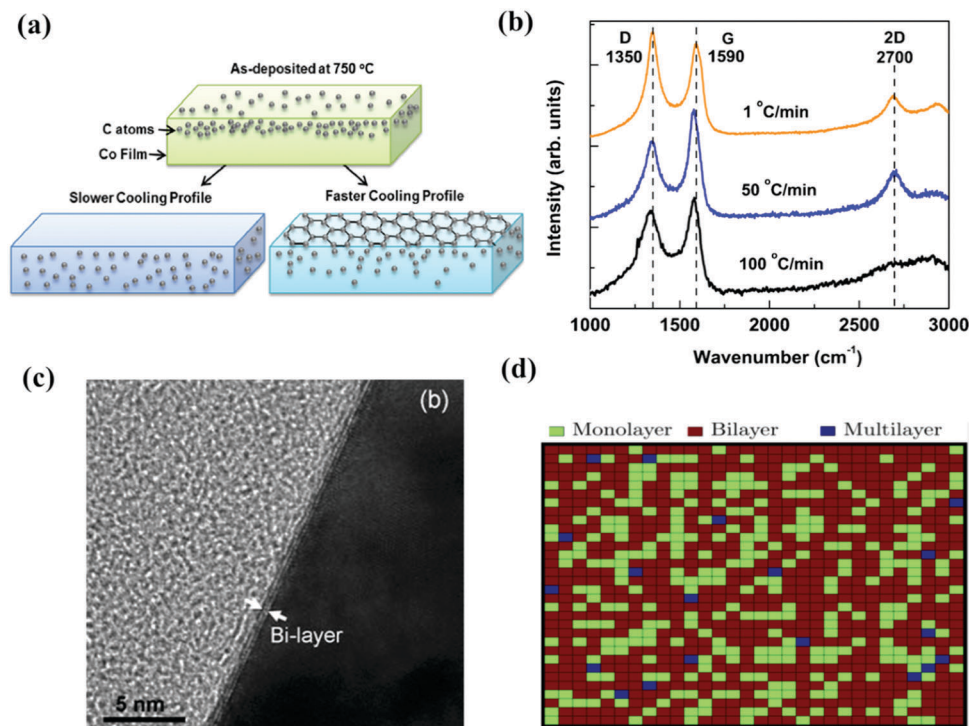 (a)
As-deposited at 750 °C
C atoms
Co Film
Slower Cooling Profile
Faster Cooling Profile
(b)
D
1350
G
1590
2D
2700
1 °C/min
50 °C/min
100 °C/min
Intensity (arb. units)
1000
1500
2000
2500
3000
Wavenumber (cm⁻¹)
(c)
(b)
Bi-layer
5 nm
(d)
Monolayer
Bilayer
Multilayer